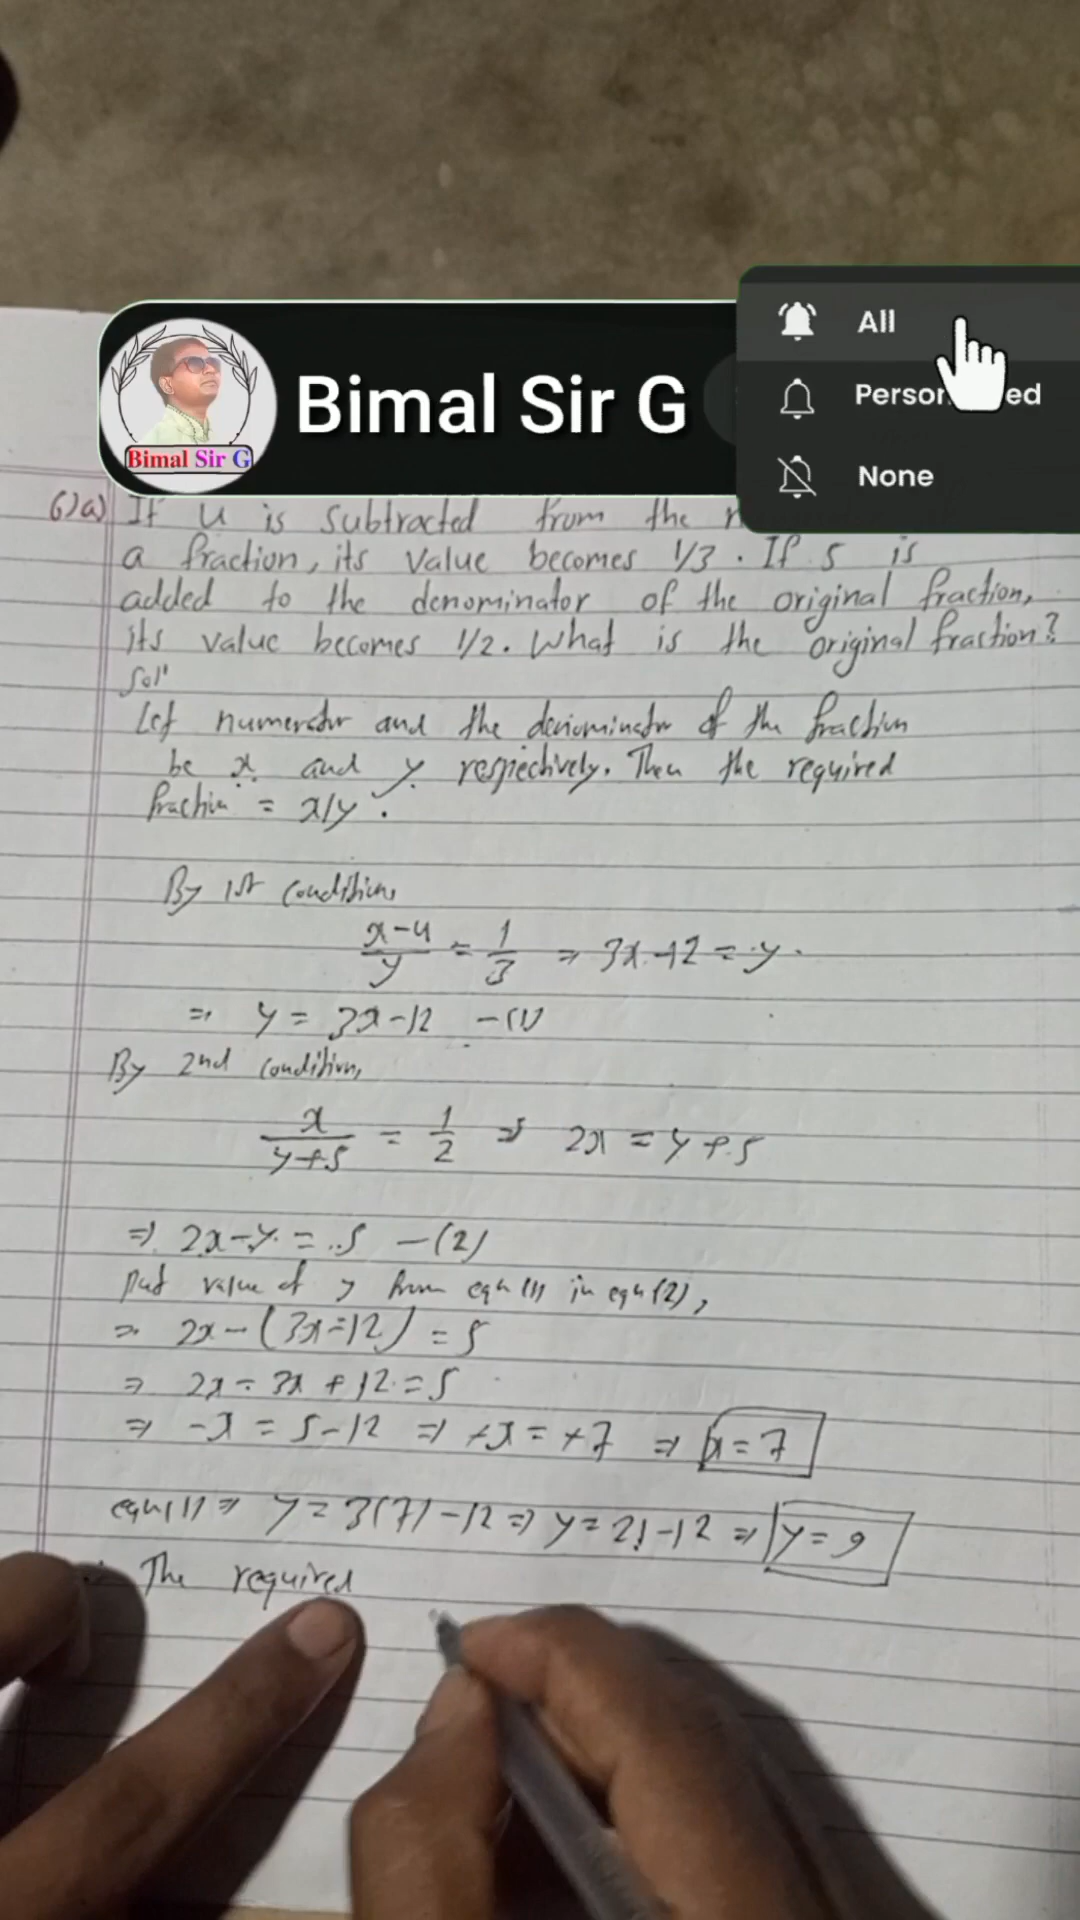 All
Bimal Sir G
Bimal Sir G
None
6)a) If 4 is subtracted from the
a fraction, its value becomes 1/3. If 5 is
added to the denominator of the original fraction,
its value becomes 1/2. What is the original fraction?
Solⁿ
Let numerator and the denominator of the fraction
be x and y respectively. Then the required
fraction = x/y.
By 1st condition,
x-4/y = 1/3 ⇒ 3x-12 = y
⇒ y = 3x-12 -(1)
By 2nd condition,
x/y+5 = 1/2 ⇒ 2x = y+5
⇒ 2x-y = 5 -(2)
put value of y from eqn(1) in eqn(2),
⇒ 2x-(3x-12) = 5
⇒ 2x-3x+12 = 5
⇒ -x = 5-12 ⇒ +x = +7 ⇒ x = 7
eqn(1) ⇒ y = 3(7)-12 ⇒ y = 21-12 ⇒ y = 9
The required